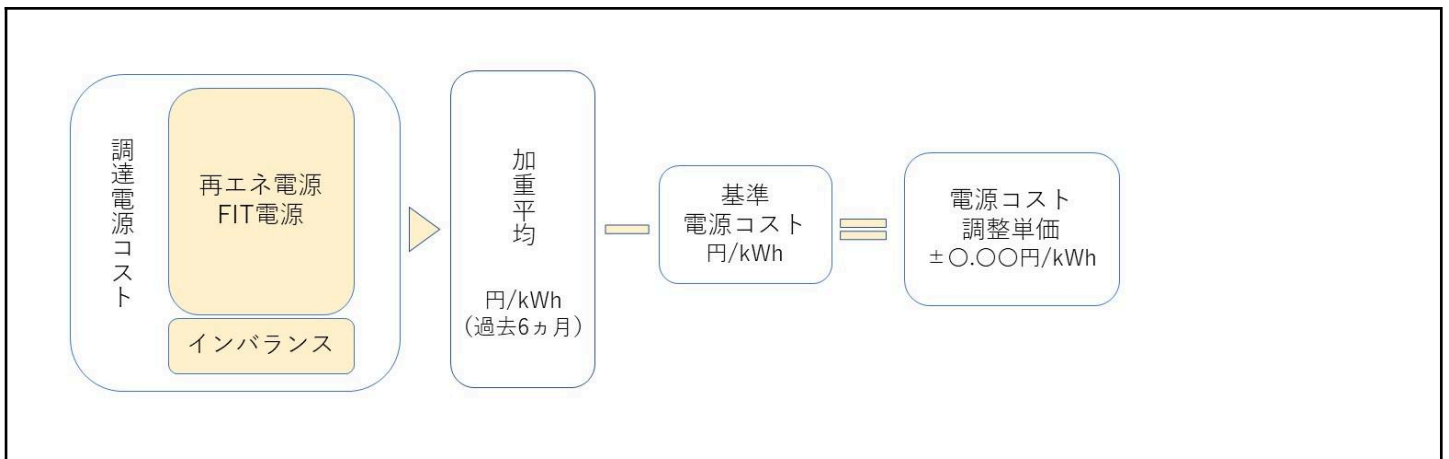 調達電源コスト
再エネ電源
FIT電源
インバランス
加重平均
円/kWh
(過去6ヵ月)
基準
電源コスト
円/kWh
電源コスト
調整単価
±〇.〇〇円/kWh